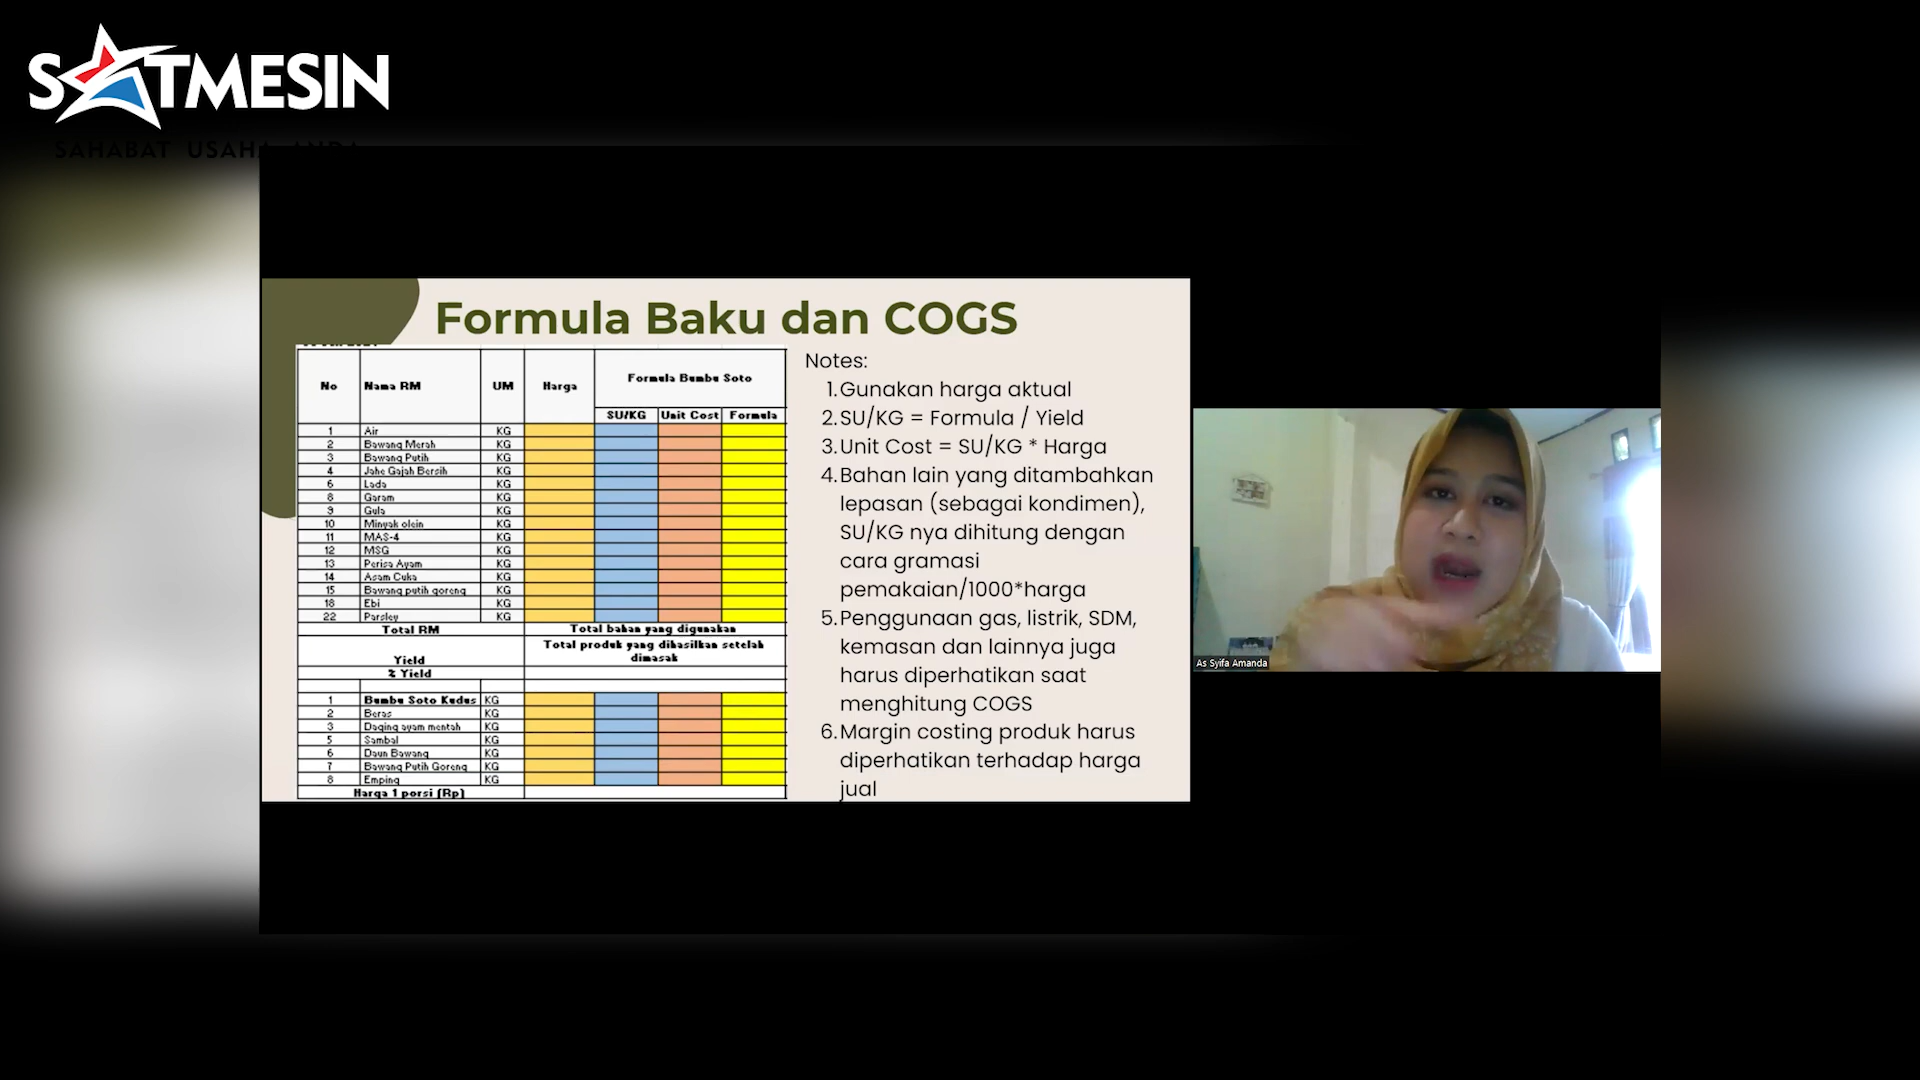 SATMESIN
SAHABAT USAHA ANDA
Formula Baku dan COGS
No Nama RM UM Harga Formula Bumbu Soto
SU/KG Unit Cost Formula
1 Air KG
2 Bawang Merah KG
3 Bawang Putih KG
4 Jahe Gajah Bersih KG
6 Lada KG
8 Garam KG
9 Gula KG
10 Minyak olein KG
11 MAS-4 KG
12 MSG KG
13 Perisa Ayam KG
14 Asam Cuka KG
15 Bawang putih goreng KG
18 Ebi KG
22 Parsley KG
Total RM Total bahan yang digunakan
Yield Total produk yang dihasilkan setelah
dimasak
% Yield
1 Bumbu Soto Kudus KG
2 Beras KG
3 Daging ayam mentah KG
5 Sambal KG
6 Daun Bawang KG
7 Bawang Putih Goreng KG
8 Emping KG
Harga 1 porsi (Rp)
Notes:
1. Gunakan harga aktual
2. SU/KG = Formula / Yield
3. Unit Cost = SU/KG * Harga
4. Bahan lain yang ditambahkan
lepasan (sebagai kondimen),
SU/KG nya dihitung dengan
cara gramasi
pemakaian/1000*harga
5. Penggunaan gas, listrik, SDM,
kemasan dan lainnya juga
harus diperhatikan saat
menghitung COGS
6. Margin costing produk harus
diperhatikan terhadap harga
jual
As Syifa Amanda